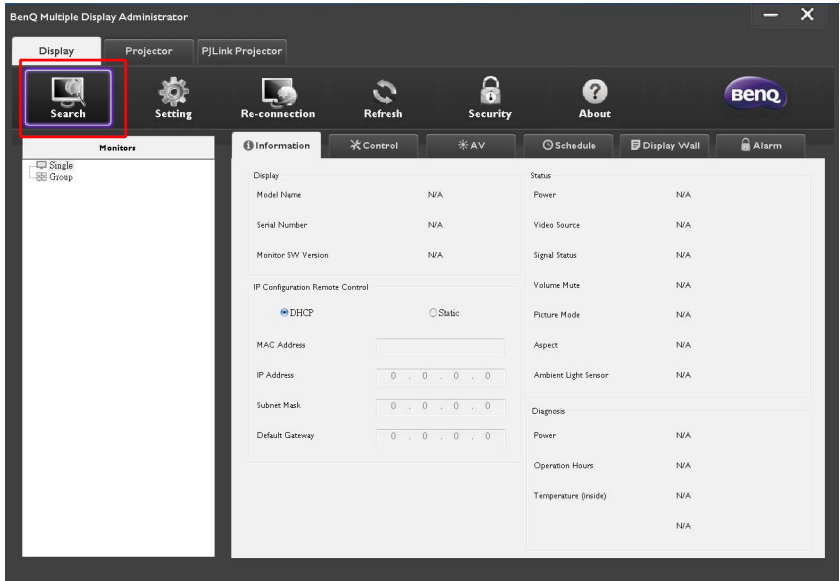 BenQ Multiple Display Administrator
Display Projector PJLink Projector
Search Setting Re-connection Refresh Security About BenQ
Monitors
Single
Group
Information Control AV Schedule Display Wall Alarm
Display
Model Name N/A
Serial Number N/A
Monitor SW Version N/A
IP Configuration Remote Control
DHCP Static
MAC Address
IP Address 0 . 0 . 0 . 0
Subnet Mask 0 . 0 . 0 . 0
Default Gateway 0 . 0 . 0 . 0
Status
Power N/A
Video Source N/A
Signal Status N/A
Volume Mute N/A
Picture Mode N/A
Aspect N/A
Ambient Light Sensor N/A
Diagnosis
Power N/A
Operation Hours N/A
Temperature (inside) N/A
N/A